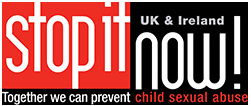 stop it
UK & Ireland
now!
Together we can prevent child sexual abuse